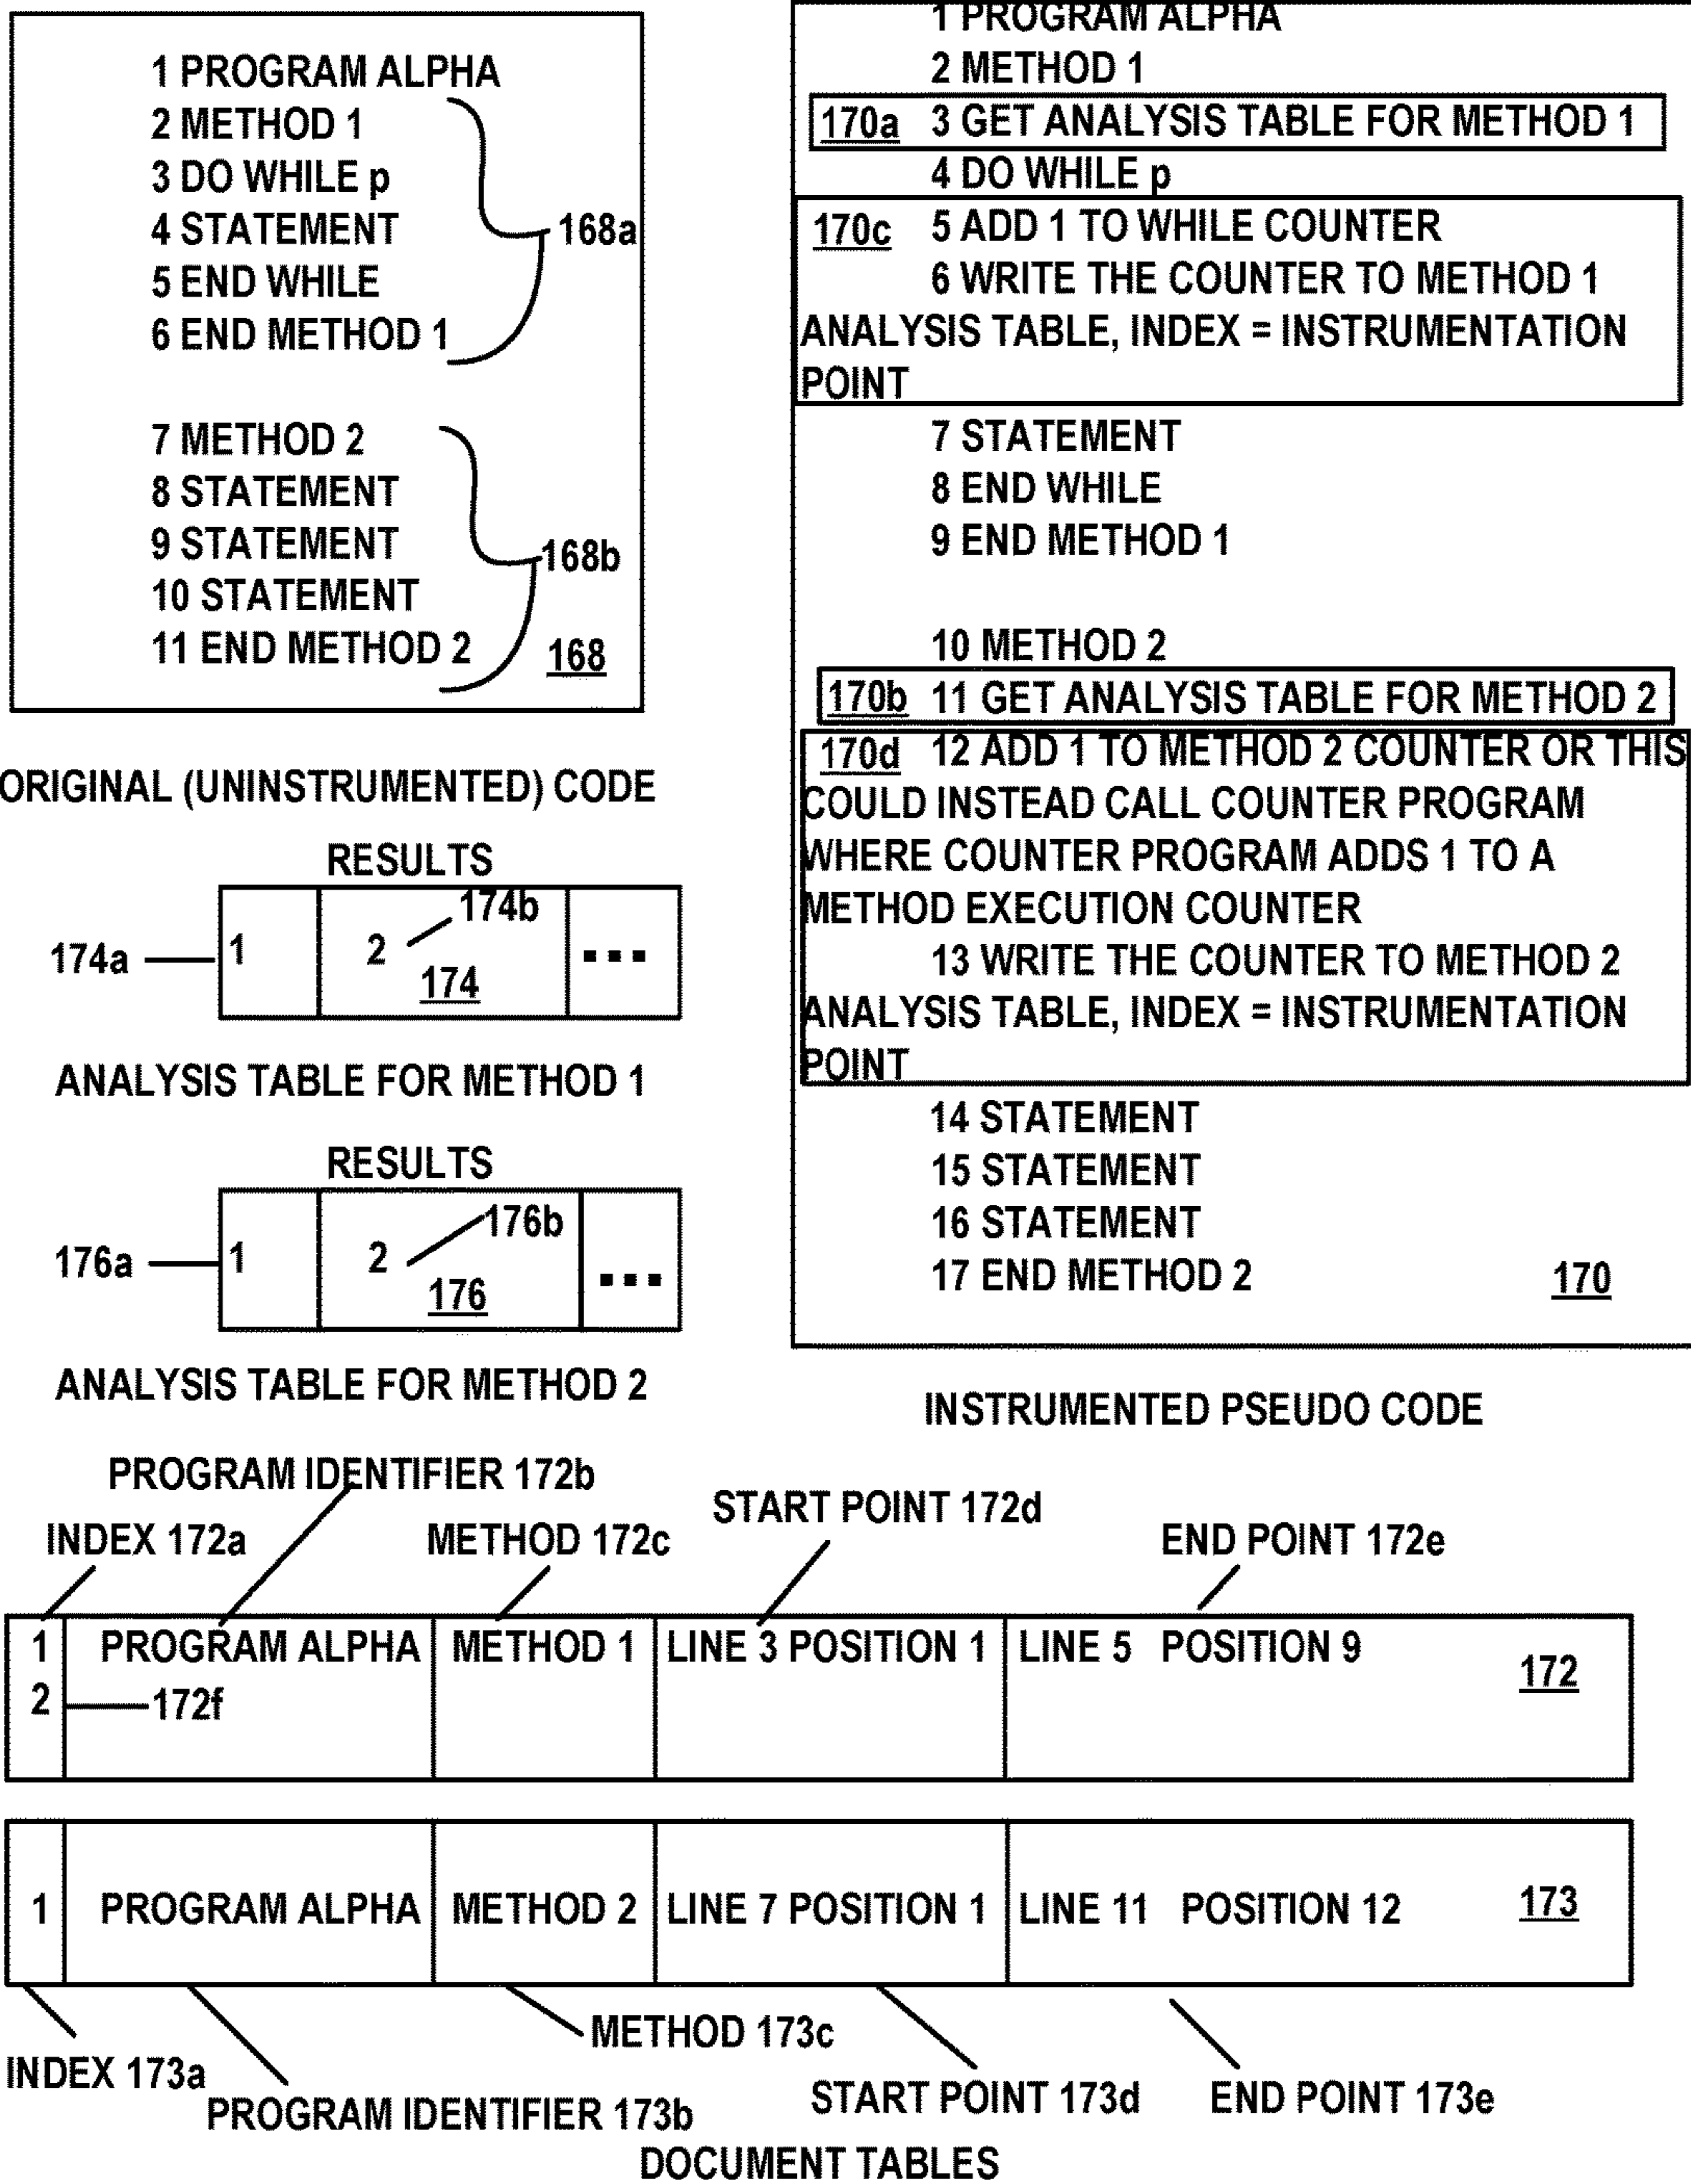 1 PROGRAM ALPHA
2 METHOD 1
3 DO WHILE p
4 STATEMENT
5 END WHILE
6 END METHOD 1
168a
7 METHOD 2
8 STATEMENT
9 STATEMENT
10 STATEMENT
11 END METHOD 2
168b
168
ORIGINAL (UNINSTRUMENTED) CODE
RESULTS
174a
1
2
174b
174
...
ANALYSIS TABLE FOR METHOD 1
RESULTS
176a
1
2
176b
176
...
ANALYSIS TABLE FOR METHOD 2
1 PROGRAM ALPHA
2 METHOD 1
170a 3 GET ANALYSIS TABLE FOR METHOD 1
4 DO WHILE p
170c 5 ADD 1 TO WHILE COUNTER
6 WRITE THE COUNTER TO METHOD 1
ANALYSIS TABLE, INDEX = INSTRUMENTATION
POINT
7 STATEMENT
8 END WHILE
9 END METHOD 1
10 METHOD 2
170b 11 GET ANALYSIS TABLE FOR METHOD 2
170d 12 ADD 1 TO METHOD 2 COUNTER OR THIS
COULD INSTEAD CALL COUNTER PROGRAM
WHERE COUNTER PROGRAM ADDS 1 TO A
METHOD EXECUTION COUNTER
13 WRITE THE COUNTER TO METHOD 2
ANALYSIS TABLE, INDEX = INSTRUMENTATION
POINT
14 STATEMENT
15 STATEMENT
16 STATEMENT
17 END METHOD 2
170
INSTRUMENTED PSEUDO CODE
PROGRAM IDENTIFIER 172b
START POINT 172d
INDEX 172a
METHOD 172c
END POINT 172e
1 PROGRAM ALPHA METHOD 1 LINE 3 POSITION 1 LINE 5 POSITION 9
172
2
172f
1 PROGRAM ALPHA METHOD 2 LINE 7 POSITION 1 LINE 11 POSITION 12
173
METHOD 173c
INDEX 173a
START POINT 173d
END POINT 173e
PROGRAM IDENTIFIER 173b
DOCUMENT TABLES